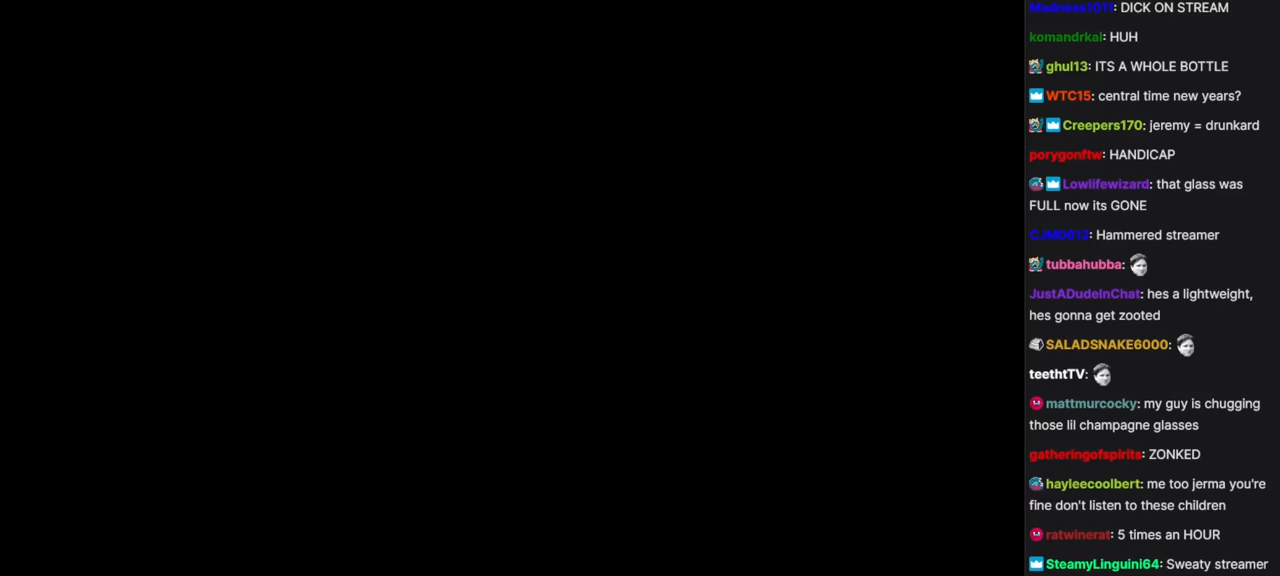 Madness1011: DICK ON STREAM
komandrkal: HUH
ghul13: ITS A WHOLE BOTTLE
WTC15: central time new years?
Creepers170: jeremy = drunkard
porygonftw: HANDICAP
Lowlifewizard: that glass was
FULL now its GONE
CJM0613: Hammered streamer
tubbahubba:
JustADudeInChat: hes a lightweight,
hes gonna get zooted
SALADSNAKE6000:
teethtTV:
mattmurcocky: my guy is chugging
those lil champagne glasses
gatheringofspirits: ZONKED
hayleecoolbert: me too jerma you're
fine don't listen to these children
ratwinerat: 5 times an HOUR
SteamyLinguini64: Sweaty streamer